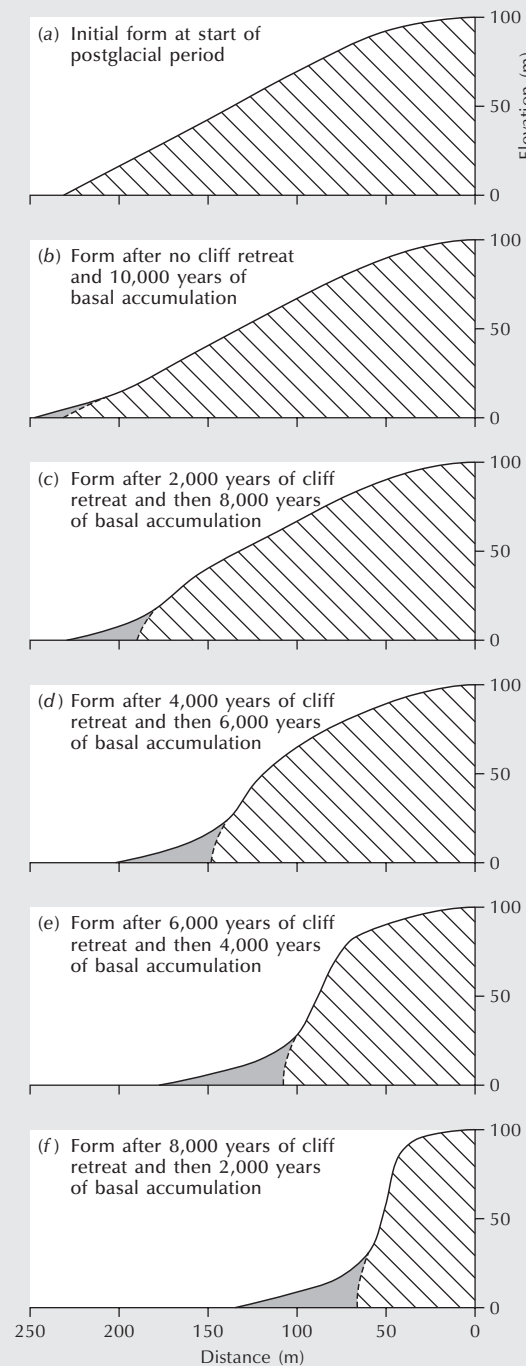 (a) Initial form at start of
postglacial period
100
50
0
Elevation (m)
(b) Form after no cliff retreat
and 10,000 years of
basal accumulation
100
50
0
(c) Form after 2,000 years of cliff
retreat and then 8,000 years
of basal accumulation
100
50
0
(d) Form after 4,000 years of cliff
retreat and then 6,000 years
of basal accumulation
100
50
0
(e) Form after 6,000 years of cliff
retreat and then 4,000 years
of basal accumulation
100
50
0
(f) Form after 8,000 years of cliff
retreat and then 2,000 years
of basal accumulation
100
50
0
250 200 150 100 50 0
Distance (m)